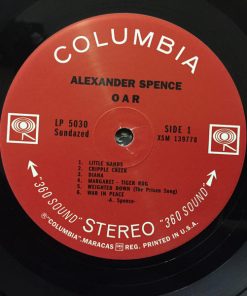 COLUMBIA
ALEXANDER SPENCE
OAR
LP 5030
Sundazed
SIDE 1
XSM 139770
1. LITTLE HANDS
2. CRIPPLE CREEK
3. DIANA
4. MARGARET - TIGER RUG
5. WEIGHTED DOWN (The Prison Song)
6. WAR IN PEACE
-A. Spence-
"360 SOUND" STEREO "360 SOUND"
"COLUMBIA", MARCAS REG. PRINTED IN U.S.A.